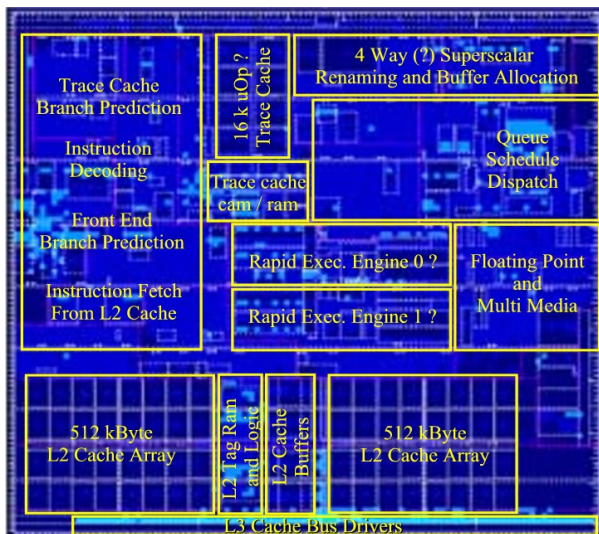 Trace Cache
Branch Prediction
Instruction
Decoding
Front End
Branch Prediction
Instruction Fetch
From L2 Cache
16 k uOp ?
Trace Cache
4 Way (?) Superscalar
Renaming and Buffer Allocation
Queue
Schedule
Dispatch
Trace cache
cam / ram
Rapid Exec. Engine 0 ?
Rapid Exec. Engine 1 ?
Floating Point
and
Multi Media
512 kByte
L2 Cache Array
L2 Tag Ram
and Logic
L2 Cache
Buffers
512 kByte
L2 Cache Array
L3 Cache Bus Drivers